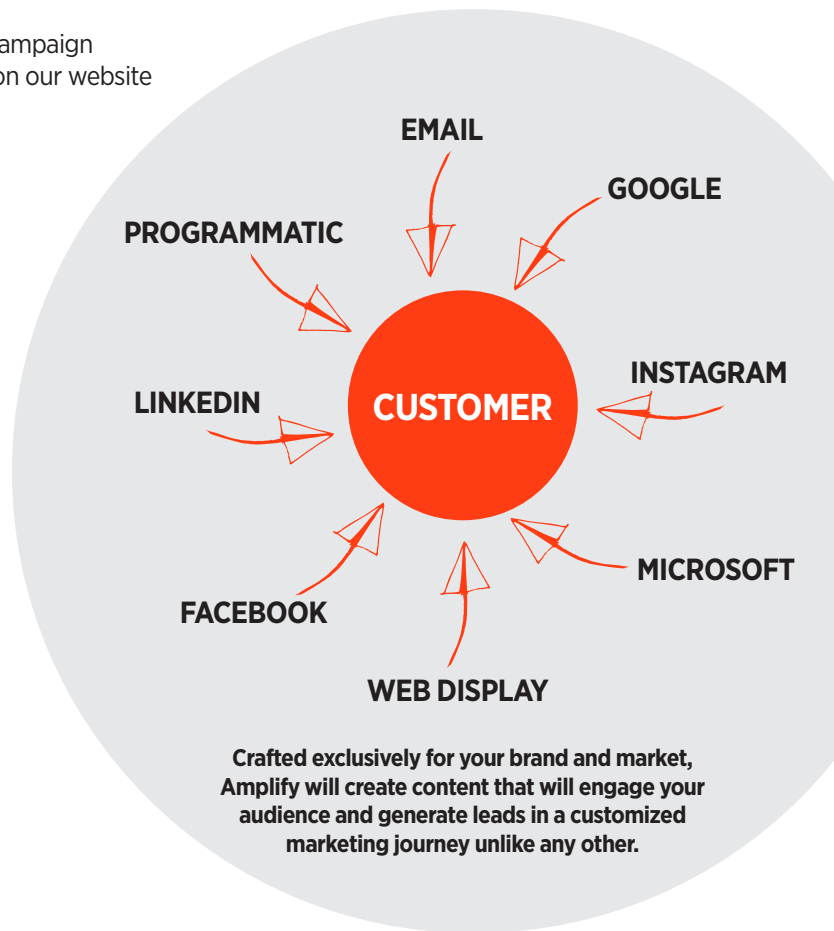 ampaign
on our website
EMAIL
GOOGLE
PROGRAMMATIC
INSTAGRAM
LINKEDIN
CUSTOMER
MICROSOFT
FACEBOOK
WEB DISPLAY
Crafted exclusively for your brand and market,
Amplify will create content that will engage your
audience and generate leads in a customized
marketing journey unlike any other.